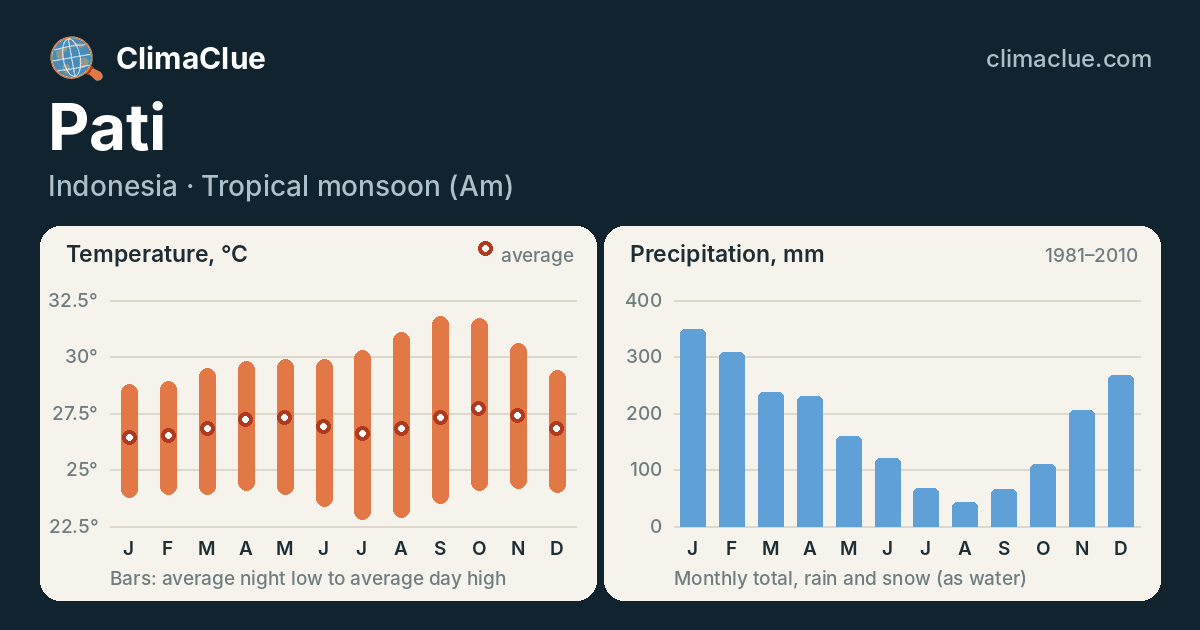 ClimaClue
climaclue.com
Pati
Indonesia · Tropical monsoon (Am)
Temperature, °C
average
32.5°
30°
27.5°
25°
22.5°
J F M A M J J A S O N D
Bars: average night low to average day high
Precipitation, mm
1981–2010
400
300
200
100
0
J F M A M J J A S O N D
Monthly total, rain and snow (as water)